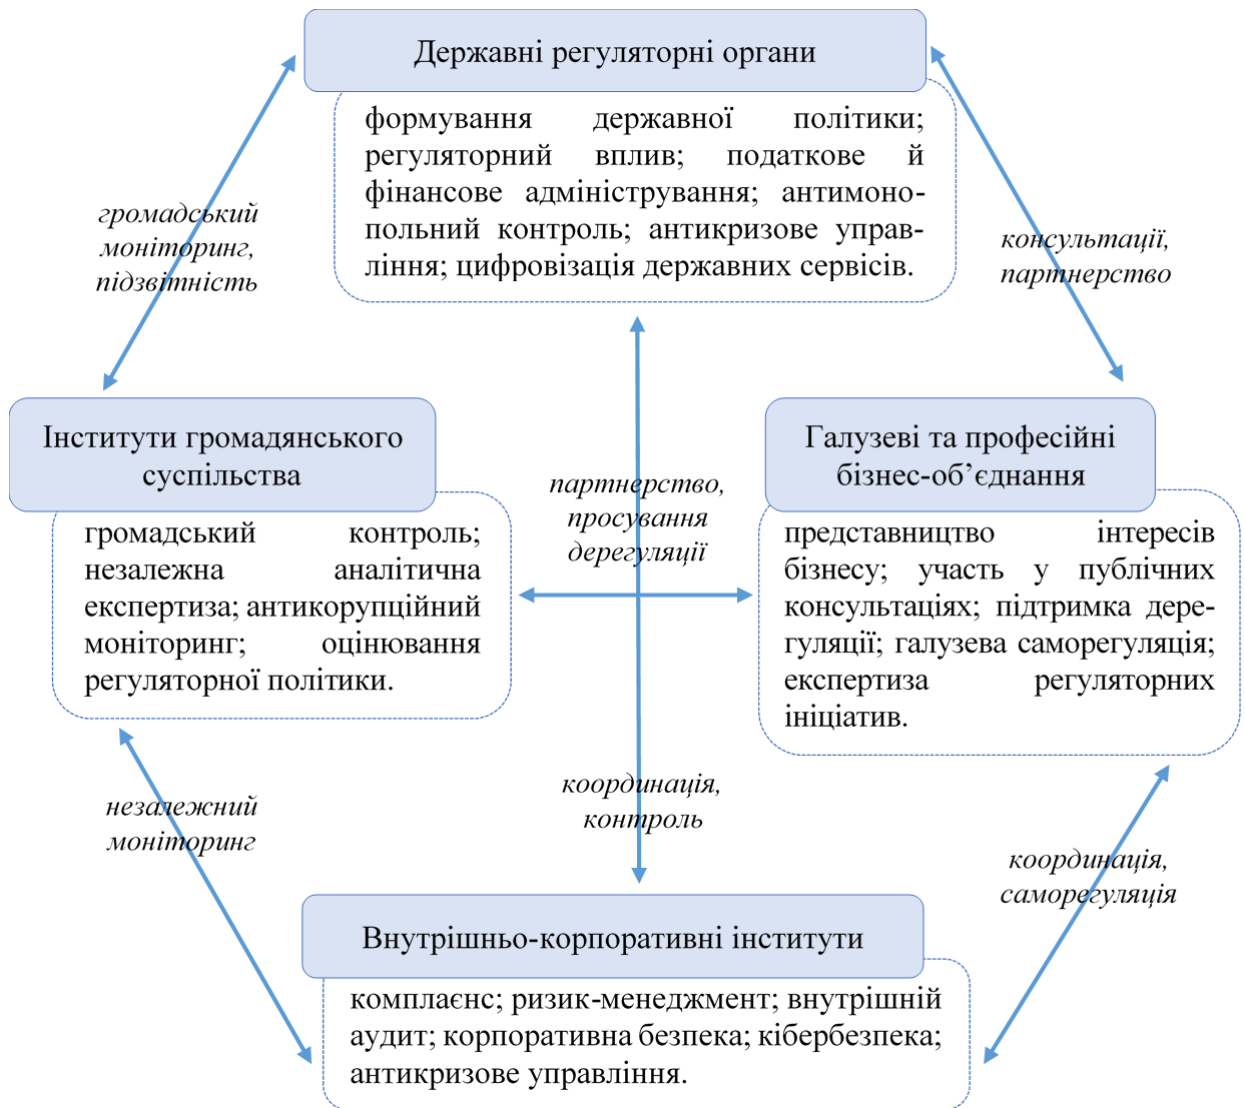 Державні регуляторні органи
формування державної політики;
регуляторний вплив; податкове й
фінансове адміністрування; антимоно-
польний контроль; антикризове управ-
ління; цифровізація державних сервісів.
громадський
моніторинг,
підзвітність
консультації,
партнерство
Інститути громадянського
суспільства
громадський контроль;
незалежна аналітична
експертиза; антикорупційний
моніторинг; оцінювання
регуляторної політики.
партнерство,
просування
дерегуляції
Галузеві та професійні
бізнес-об’єднання
представництво інтересів
бізнесу; участь у публічних
консультаціях; підтримка дере-
гуляції; галузева саморегуляція;
експертиза регуляторних
ініціатив.
незалежний
моніторинг
координація,
контроль
координація,
саморегуляція
Внутрішньо-корпоративні інститути
комплаєнс; ризик-менеджмент; внутрішній
аудит; корпоративна безпека; кібербезпека;
антикризове управління.